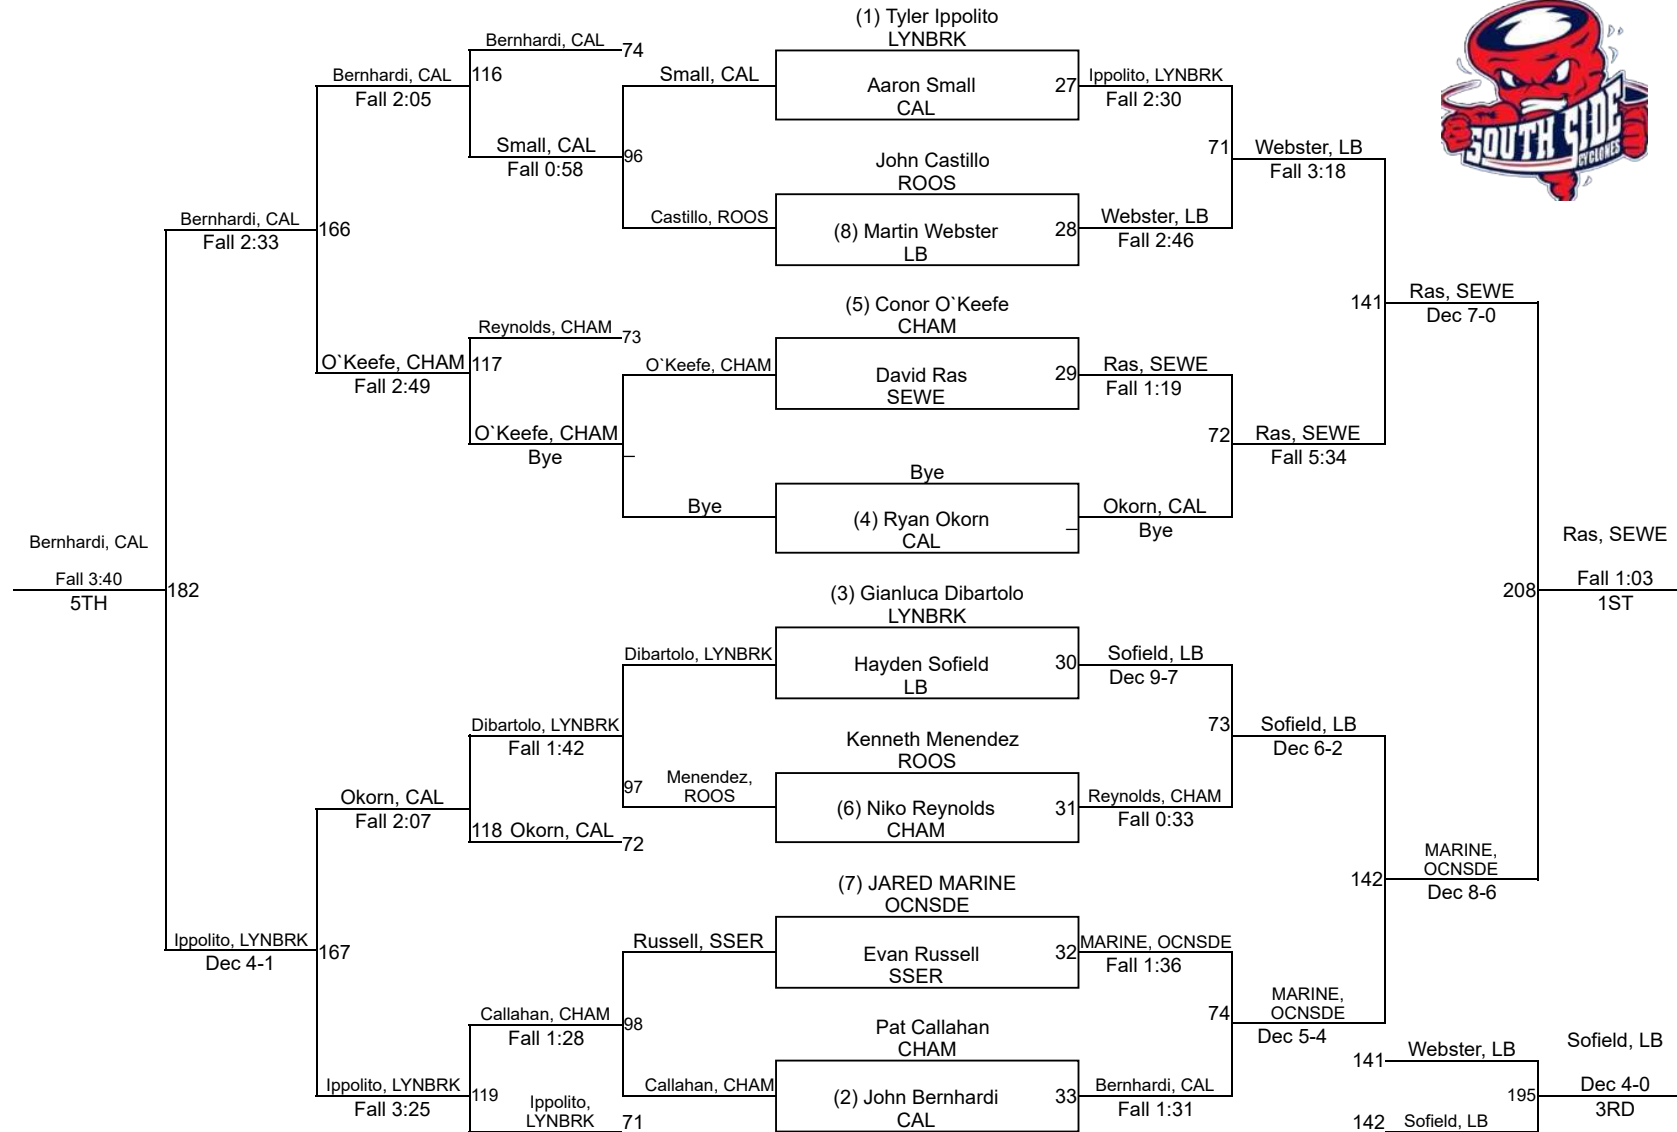 (1) Tyler Ippolito
LYNBRK
Aaron Small
CAL
27
John Castillo
ROOS
(8) Martin Webster
LB
28
(5) Conor O`Keefe
CHAM
David Ras
SEWE
29
Bye
(4) Ryan Okorn
CAL
_
(3) Gianluca Dibartolo
LYNBRK
Hayden Sofield
LB
30
Kenneth Menendez
ROOS
(6) Niko Reynolds
CHAM
31
(7) JARED MARINE
OCNSDE
Evan Russell
SSER
32
Pat Callahan
CHAM
(2) John Bernhardi
CAL
33
Ippolito, LYNBRK
Fall 2:30
71
Webster, LB
Fall 2:46
Ras, SEWE
Fall 1:19
72
Okorn, CAL
Bye
Sofield, LB
Dec 9-7
73
Reynolds, CHAM
Fall 0:33
MARINE, OCNSDE
Fall 1:36
74
Bernhardi, CAL
Fall 1:31
Webster, LB
Fall 3:18
141
Ras, SEWE
Fall 5:34
Sofield, LB
Dec 6-2
142
MARINE,
OCNSDE
Dec 5-4
Ras, SEWE
Dec 7-0
208
MARINE,
OCNSDE
Dec 8-6
Ras, SEWE
Fall 1:03
1ST
141
Webster, LB
195
142
Sofield, LB
Sofield, LB
Dec 4-0
3RD
Small, CAL
96
Castillo, ROOS
O`Keefe, CHAM
_
Bye
Dibartolo, LYNBRK
97
Menendez,
ROOS
Russell, SSER
98
Callahan, CHAM
Bernhardi, CAL
74
116
Small, CAL
Fall 0:58
Reynolds, CHAM
73
117
O`Keefe, CHAM
Bye
Dibartolo, LYNBRK
Fall 1:42
118
Okorn, CAL
72
Callahan, CHAM
Fall 1:28
119
Ippolito,
LYNBRK
71
Bernhardi, CAL
Fall 2:05
166
O`Keefe, CHAM
Fall 2:49
Okorn, CAL
Fall 2:07
167
Ippolito, LYNBRK
Fall 3:25
Bernhardi, CAL
Fall 2:33
182
Ippolito, LYNBRK
Dec 4-1
Bernhardi, CAL
Fall 3:40
5TH
SOUTH SIDE
CYCLONES